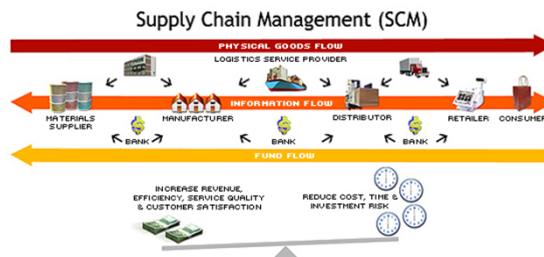 Supply Chain Management (SCM)
PHYSICAL GOODS FLOW
LOGISTICS SERVICE PROVIDER
INFORMATION FLOW
MATERIALS
SUPPLIER
MANUFACTURER
DISTRIBUTOR
RETAILER
CONSUMER
BANK
BANK
BANK
FUND FLOW
INCREASE REVENUE,
EFFICIENCY, SERVICE QUALITY
& CUSTOMER SATISFACTION
REDUCE COST, TIME &
INVESTMENT RISK